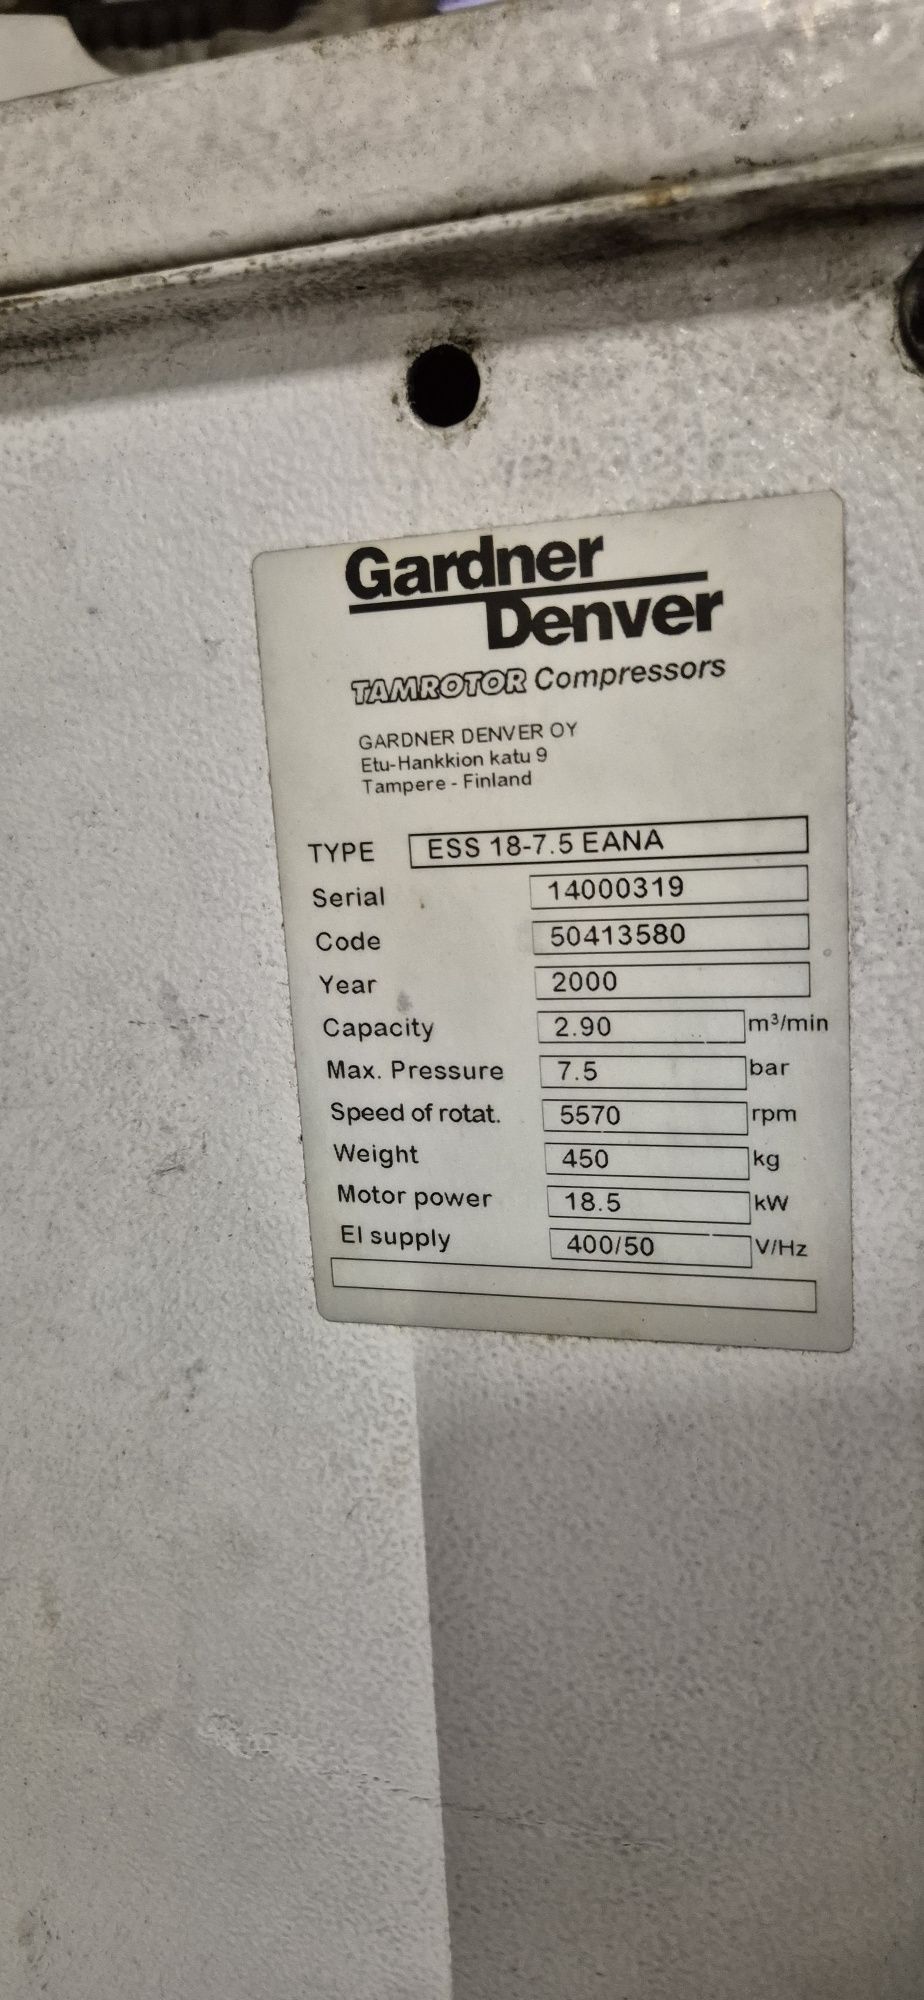 Gardner
Denver
TAMROTOR Compressors
GARDNER DENVER OY
Etu-Hankkion katu 9
Tampere - Finland
TYPE ESS 18-7.5 EANA
Serial 14000319
Code 50413580
Year 2000
Capacity 2.90 m³/min
Max. Pressure 7.5 bar
Speed of rotat. 5570 rpm
Weight 450 kg
Motor power 18.5 kW
El supply 400/50 V/Hz